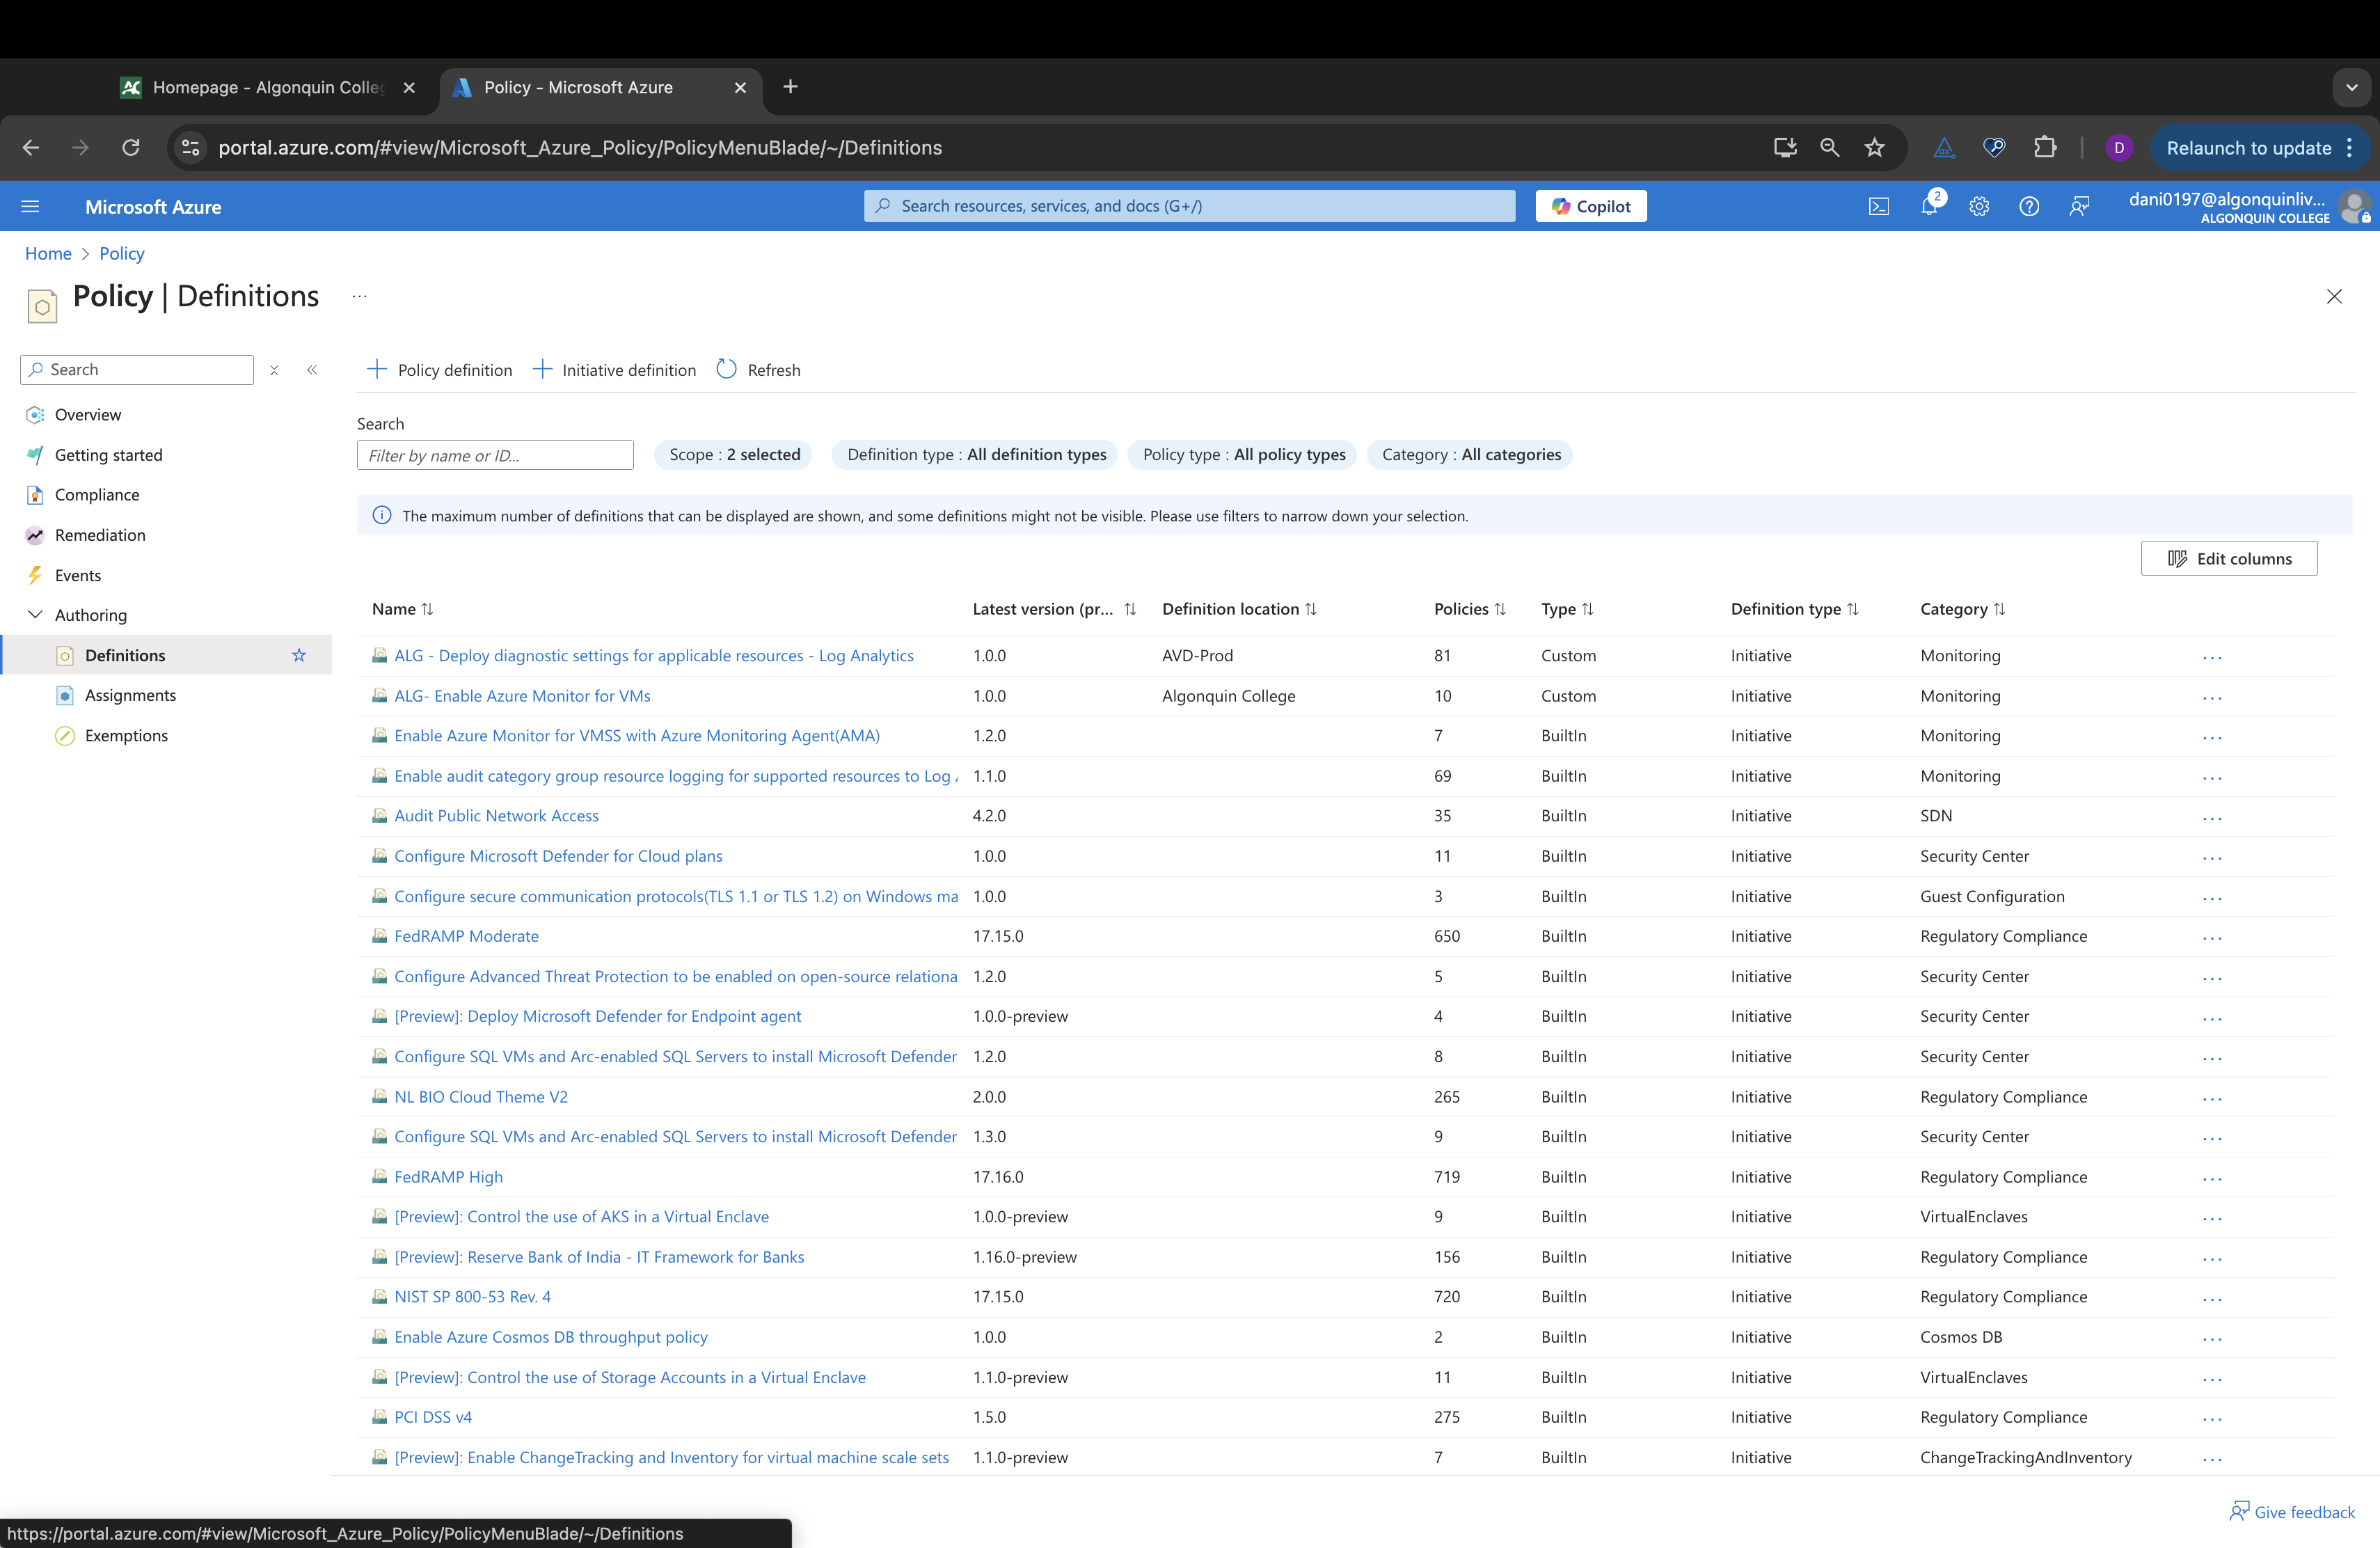 Homepage - Algonquin Colleg
Policy - Microsoft Azure
portal.azure.com/#view/Microsoft_Azure_Policy/PolicyMenuBlade/~/Definitions
D
Relaunch to update
Microsoft Azure
Search resources, services, and docs (G+/)
Copilot
2
dani0197@algonquinliv...
ALGONQUIN COLLEGE
Home > Policy
Policy | Definitions ...
Search
Overview
Getting started
Compliance
Remediation
Events
Authoring
Definitions
Assignments
Exemptions
+ Policy definition + Initiative definition Refresh
Search
Filter by name or ID...
Scope : 2 selected
Definition type : All definition types
Policy type : All policy types
Category : All categories
The maximum number of definitions that can be displayed are shown, and some definitions might not be visible. Please use filters to narrow down your selection.
Edit columns
Name Latest version (pr... Definition location Policies Type Definition type Category
ALG - Deploy diagnostic settings for applicable resources - Log Analytics 1.0.0 AVD-Prod 81 Custom Initiative Monitoring ...
ALG- Enable Azure Monitor for VMs 1.0.0 Algonquin College 10 Custom Initiative Monitoring ...
Enable Azure Monitor for VMSS with Azure Monitoring Agent(AMA) 1.2.0 7 BuiltIn Initiative Monitoring ...
Enable audit category group resource logging for supported resources to Log 1.1.0 69 BuiltIn Initiative Monitoring ...
Audit Public Network Access 4.2.0 35 BuiltIn Initiative SDN ...
Configure Microsoft Defender for Cloud plans 1.0.0 11 BuiltIn Initiative Security Center ...
Configure secure communication protocols(TLS 1.1 or TLS 1.2) on Windows ma 1.0.0 3 BuiltIn Initiative Guest Configuration ...
FedRAMP Moderate 17.15.0 650 BuiltIn Initiative Regulatory Compliance ...
Configure Advanced Threat Protection to be enabled on open-source relationa 1.2.0 5 BuiltIn Initiative Security Center ...
[Preview]: Deploy Microsoft Defender for Endpoint agent 1.0.0-preview 4 BuiltIn Initiative Security Center ...
Configure SQL VMs and Arc-enabled SQL Servers to install Microsoft Defender 1.2.0 8 BuiltIn Initiative Security Center ...
NL BIO Cloud Theme V2 2.0.0 265 BuiltIn Initiative Regulatory Compliance ...
Configure SQL VMs and Arc-enabled SQL Servers to install Microsoft Defender 1.3.0 9 BuiltIn Initiative Security Center ...
FedRAMP High 17.16.0 719 BuiltIn Initiative Regulatory Compliance ...
[Preview]: Control the use of AKS in a Virtual Enclave 1.0.0-preview 9 BuiltIn Initiative VirtualEnclaves ...
[Preview]: Reserve Bank of India - IT Framework for Banks 1.16.0-preview 156 BuiltIn Initiative Regulatory Compliance ...
NIST SP 800-53 Rev. 4 17.15.0 720 BuiltIn Initiative Regulatory Compliance ...
Enable Azure Cosmos DB throughput policy 1.0.0 2 BuiltIn Initiative Cosmos DB ...
[Preview]: Control the use of Storage Accounts in a Virtual Enclave 1.1.0-preview 11 BuiltIn Initiative VirtualEnclaves ...
PCI DSS v4 1.5.0 275 BuiltIn Initiative Regulatory Compliance ...
[Preview]: Enable ChangeTracking and Inventory for virtual machine scale sets 1.1.0-preview 7 BuiltIn Initiative ChangeTrackingAndInventory ...
Give feedback
https://portal.azure.com/#view/Microsoft_Azure_Policy/PolicyMenuBlade/~/Definitions